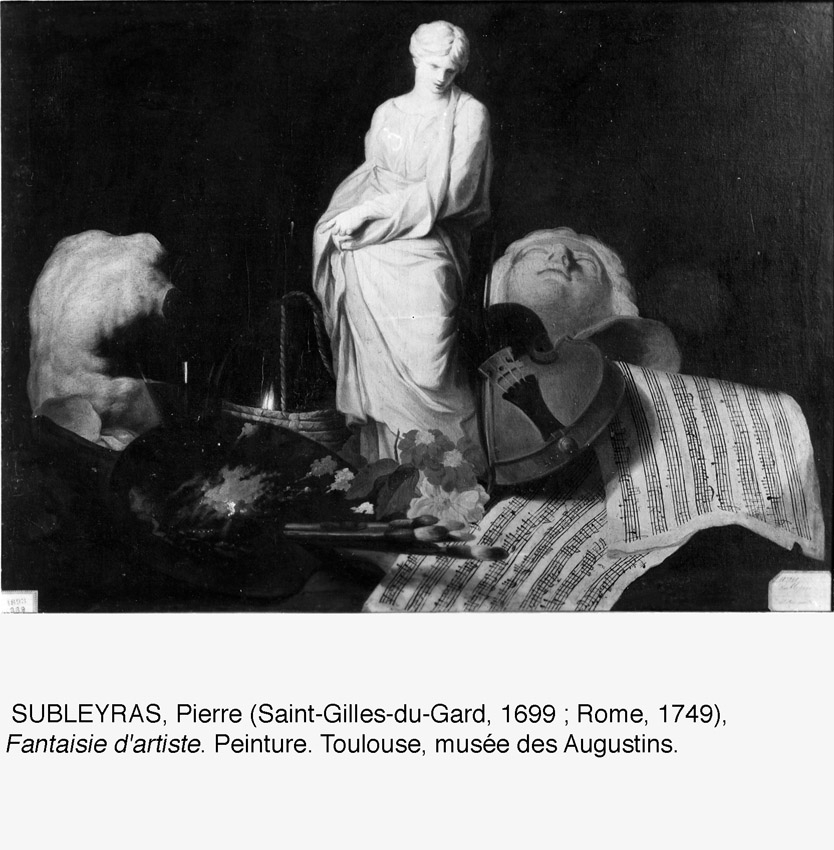 SUBLEYRAS, Pierre (Saint-Gilles-du-Gard, 1699 ; Rome, 1749),
Fantaisie d'artiste. Peinture. Toulouse, musée des Augustins.